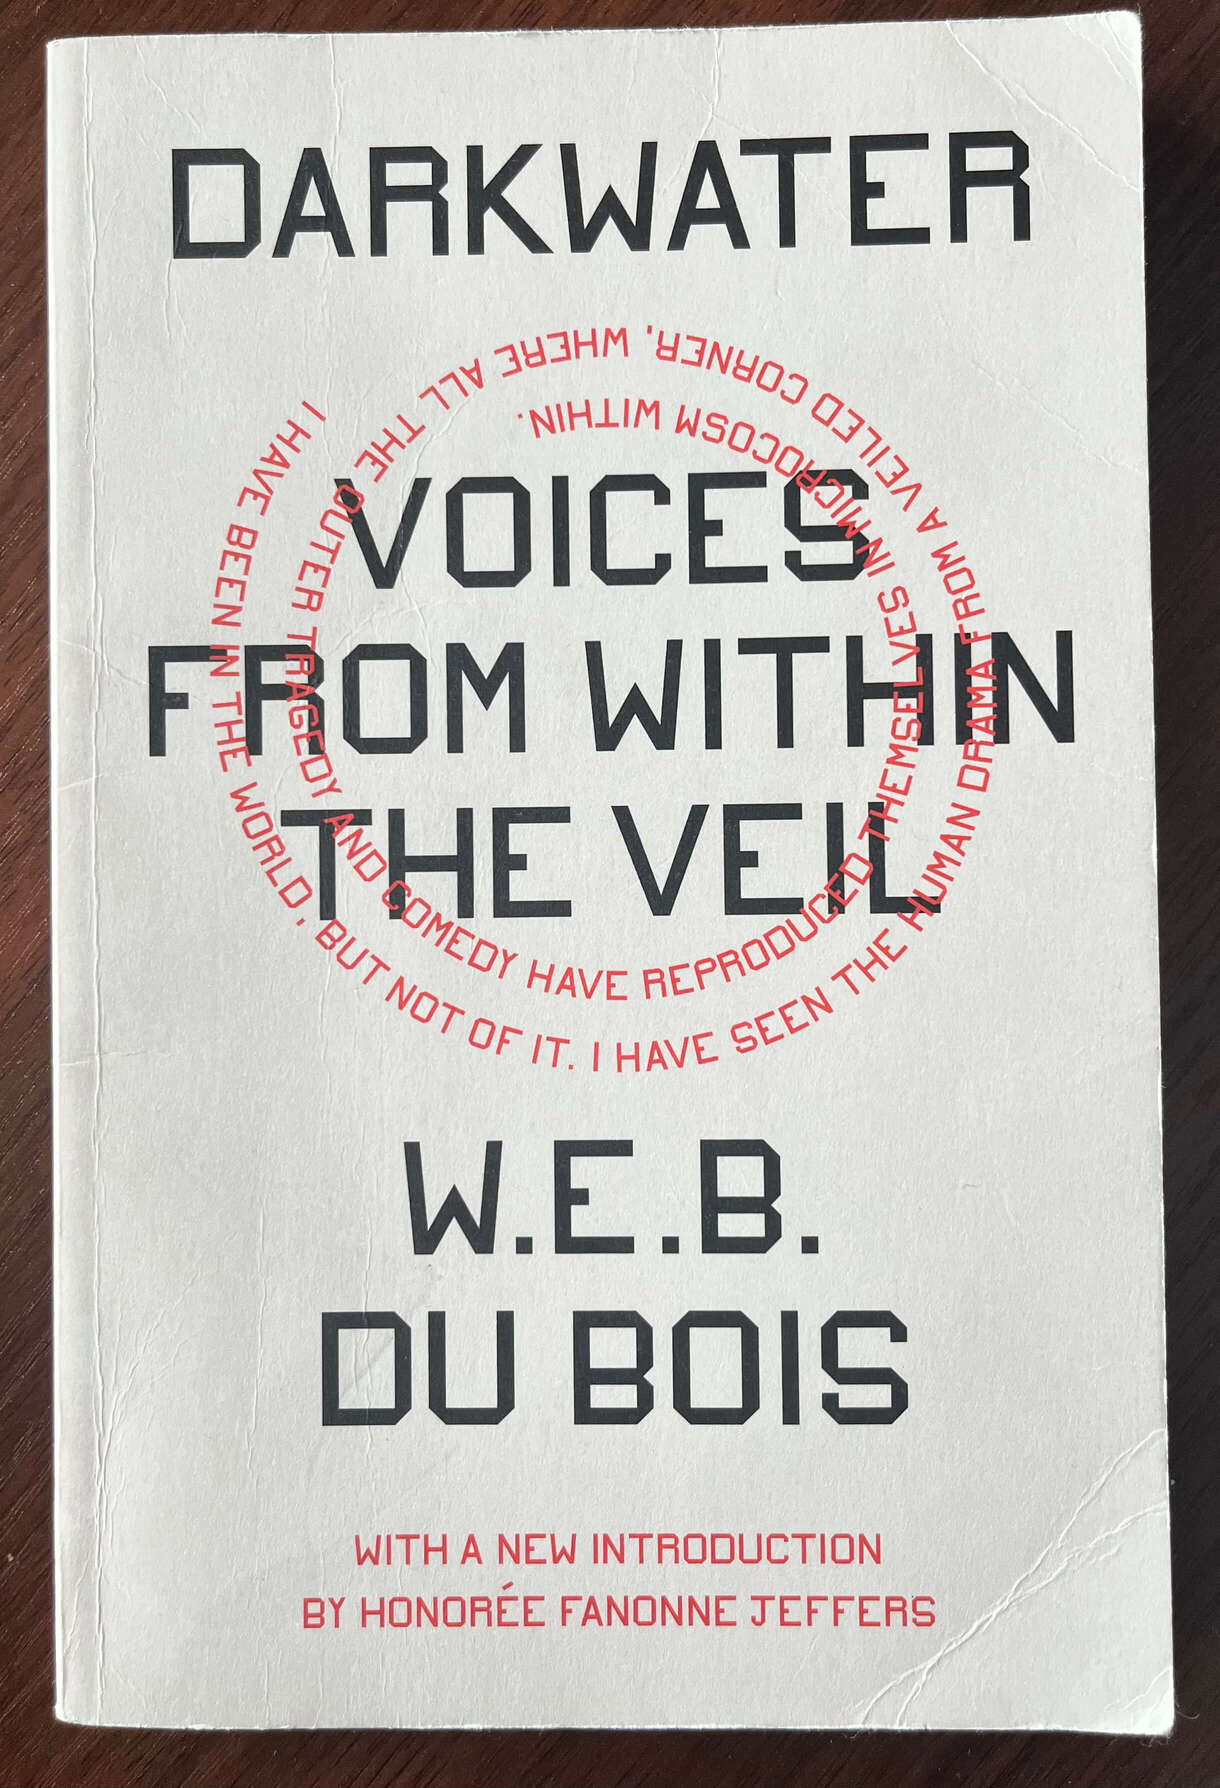 DARKWATER
I HAVE BEEN IN THE WORLD, BUT NOT OF IT. I HAVE SEEN THE HUMAN DRAMA FROM A VEILED CORNER, WHERE ALL THE OUTER TRAGEDY AND COMEDY HAVE REPRODUCED THEMSELVES IN MICROCOSM WITHIN.
VOICES
FROM WITHIN
THE VEIL
W.E.B.
DU BOIS
WITH A NEW INTRODUCTION
BY HONORÉE FANONNE JEFFERS